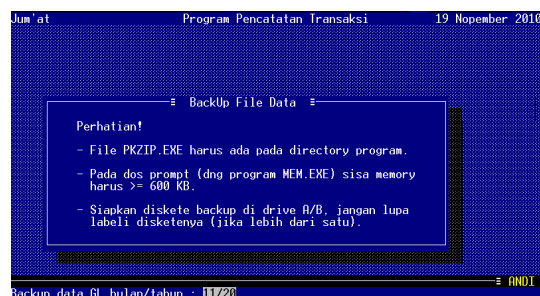 Jum'at Program Pencatatan Transaksi 19 Nopember 2010
BackUp File Data
Perhatian!
- File PKZIP.EXE harus ada pada directory program.
- Pada dos prompt (dng program MEM.EXE) sisa memory
harus >= 600 KB.
- Siapkan diskete backup di drive A/B, jangan lupa
labeli disketenya (jika lebih dari satu).
ANDI
Backup data GL bulan/tahun : 11/20